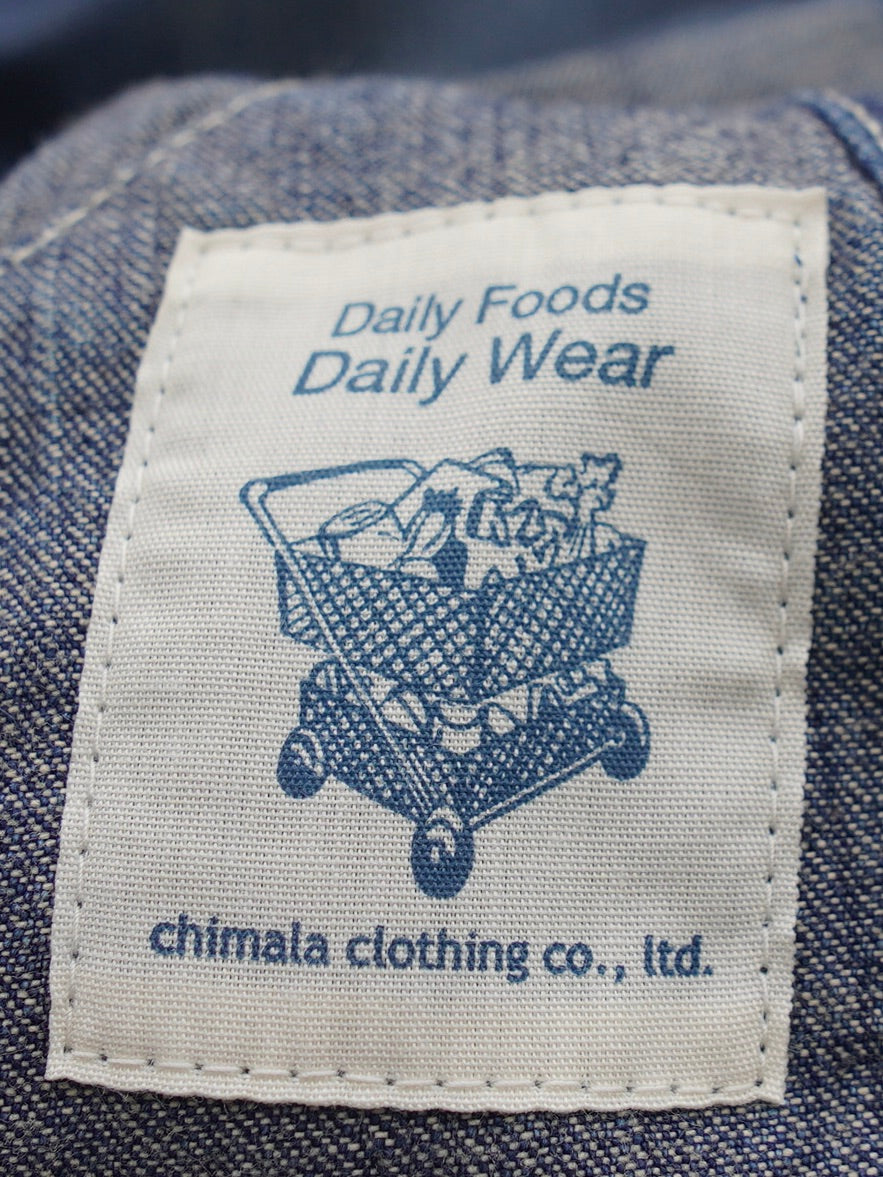 Daily Foods
Daily Wear
chimala clothing co., ltd.